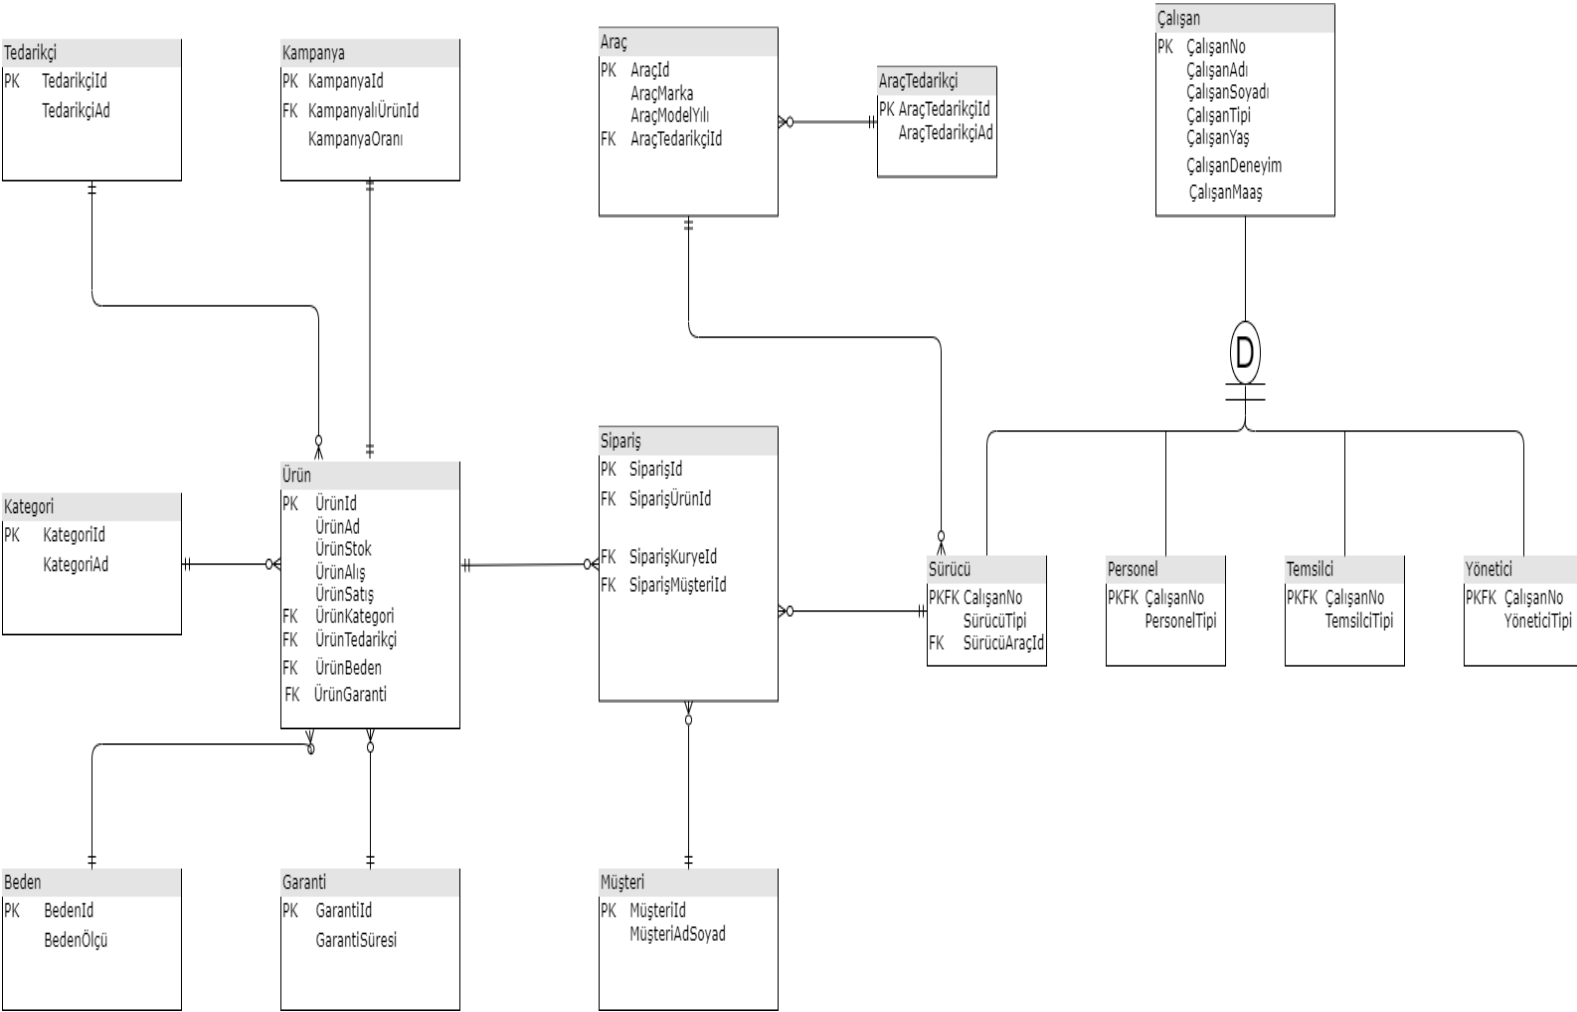 Tedarikçi
PK TedarikçiId
TedarikçiAd
Kampanya
PK KampanyaId
FK KampanyalıÜrünId
KampanyaOranı
Araç
PK AraçId
AraçMarka
AraçModelYılı
FK AraçTedarikçiId
AraçTedarikçi
PK AraçTedarikçiId
AraçTedarikçiAd
Çalışan
PK ÇalışanNo
ÇalışanAdı
ÇalışanSoyadı
ÇalışanTipi
ÇalışanYaş
ÇalışanDeneyim
ÇalışanMaaş
D
Kategori
PK KategoriId
KategoriAd
Ürün
PK ÜrünId
ÜrünAd
ÜrünStok
ÜrünAlış
ÜrünSatış
FK ÜrünKategori
FK ÜrünTedarikçi
FK ÜrünBeden
FK ÜrünGaranti
Sipariş
PK SiparişId
FK SiparişÜrünId
FK SiparişKuryeId
FK SiparişMüşteriId
Sürücü
PKFK CalışanNo
SürücüTipi
FK SürücüAraçId
Personel
PKFK ÇalışanNo
PersonelTipi
Temsilci
PKFK ÇalışanNo
TemsilciTipi
Yönetici
PKFK ÇalışanNo
YöneticiTipi
Beden
PK BedenId
BedenÖlçü
Garanti
PK GarantiId
GarantiSüresi
Müşteri
PK MüşteriId
MüşteriAdSoyad